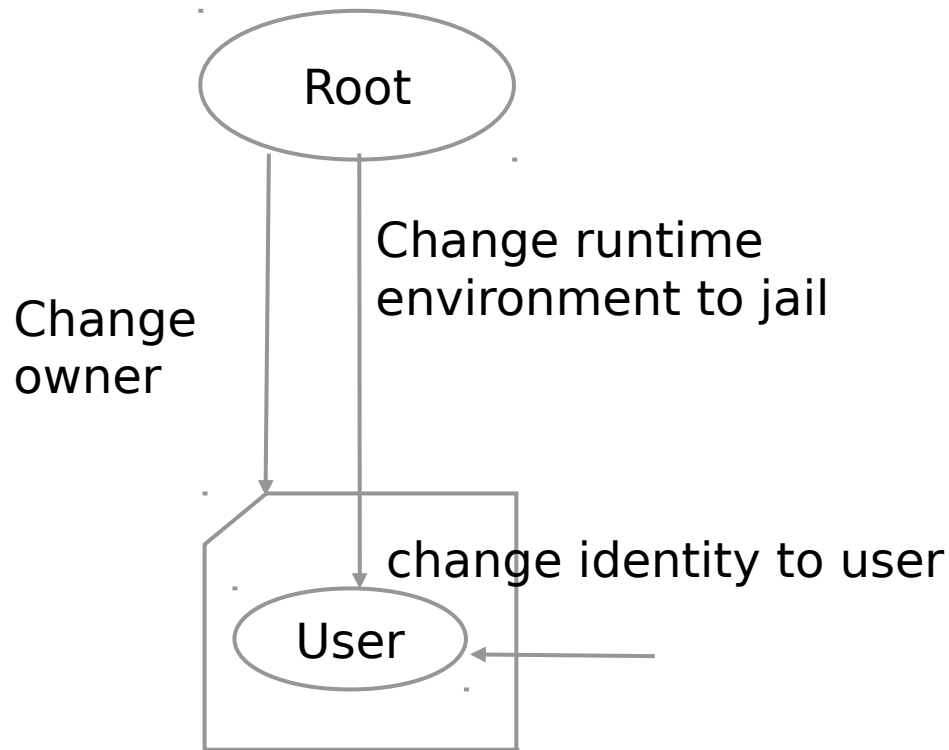 Root
Change runtime
environment to jail
Change
owner
change identity to user
User